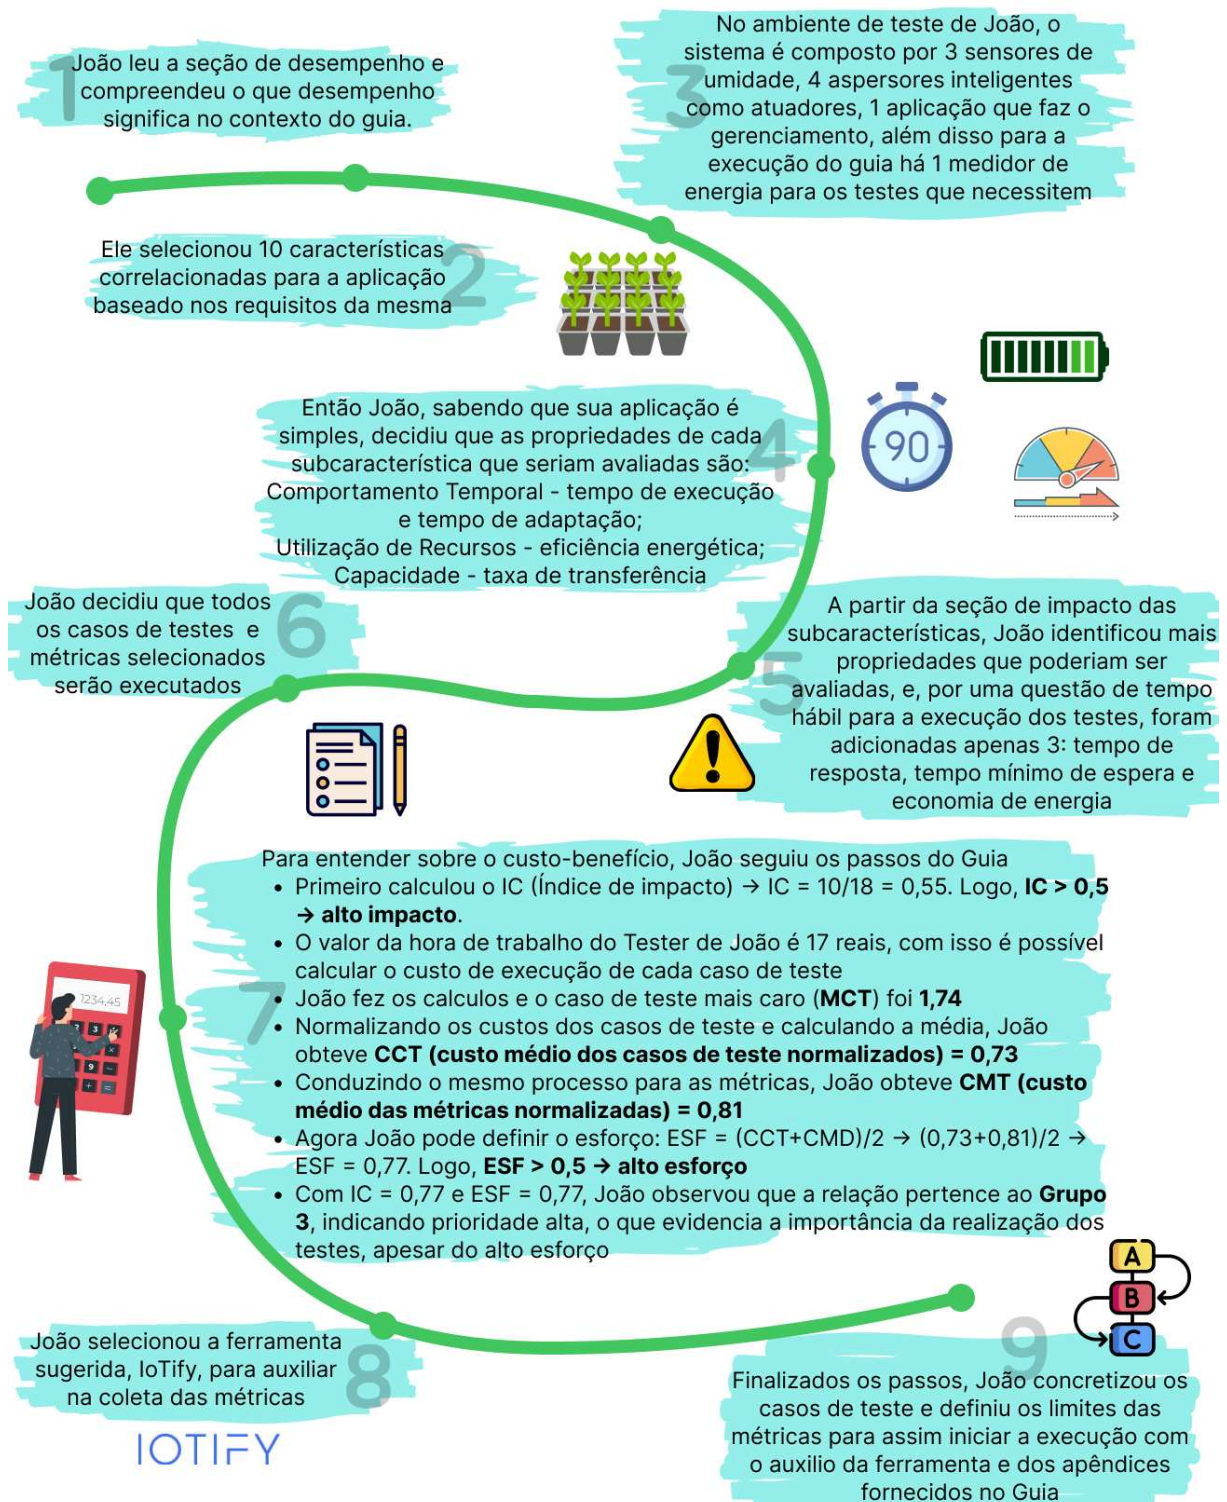 1
João leu a seção de desempenho e
compreendeu o que desempenho
significa no contexto do guia.
2
Ele selecionou 10 características
correlacionadas para a aplicação
baseado nos requisitos da mesma
3
No ambiente de teste de João, o
sistema é composto por 3 sensores de
umidade, 4 aspersores inteligentes
como atuadores, 1 aplicação que faz o
gerenciamento, além disso para a
execução do guia há 1 medidor de
energia para os testes que necessitem
4
Então João, sabendo que sua aplicação é
simples, decidiu que as propriedades de cada
subcaracterística que seriam avaliadas são:
Comportamento Temporal - tempo de execução
e tempo de adaptação;
Utilização de Recursos - eficiência energética;
Capacidade - taxa de transferência
90
5
A partir da seção de impacto das
subcaracterísticas, João identificou mais
propriedades que poderiam ser
avaliadas, e, por uma questão de tempo
hábil para a execução dos testes, foram
adicionadas apenas 3: tempo de
resposta, tempo mínimo de espera e
economia de energia
6
João decidiu que todos
os casos de testes e
métricas selecionados
serão executados
7
Para entender sobre o custo-benefício, João seguiu os passos do Guia
• Primeiro calculou o IC (Índice de impacto) → IC = 10/18 = 0,55. Logo, IC > 0,5
→ alto impacto.
• O valor da hora de trabalho do Tester de João é 17 reais, com isso é possível
calcular o custo de execução de cada caso de teste
• João fez os calculos e o caso de teste mais caro (MCT) foi 1,74
• Normalizando os custos dos casos de teste e calculando a média, João
obteve CCT (custo médio dos casos de teste normalizados) = 0,73
• Conduzindo o mesmo processo para as métricas, João obteve CMT (custo
médio das métricas normalizadas) = 0,81
• Agora João pode definir o esforço: ESF = (CCT+CMD)/2 → (0,73+0,81)/2 →
ESF = 0,77. Logo, ESF > 0,5 → alto esforço
• Com IC = 0,77 e ESF = 0,77, João observou que a relação pertence ao Grupo
3, indicando prioridade alta, o que evidencia a importância da realização dos
testes, apesar do alto esforço
1234,45
8
João selecionou a ferramenta
sugerida, IoTify, para auxiliar
na coleta das métricas
IOTIFY
A
B
C
9
Finalizados os passos, João concretizou os
casos de teste e definiu os limites das
métricas para assim iniciar a execução com
o auxilio da ferramenta e dos apêndices
fornecidos no Guia